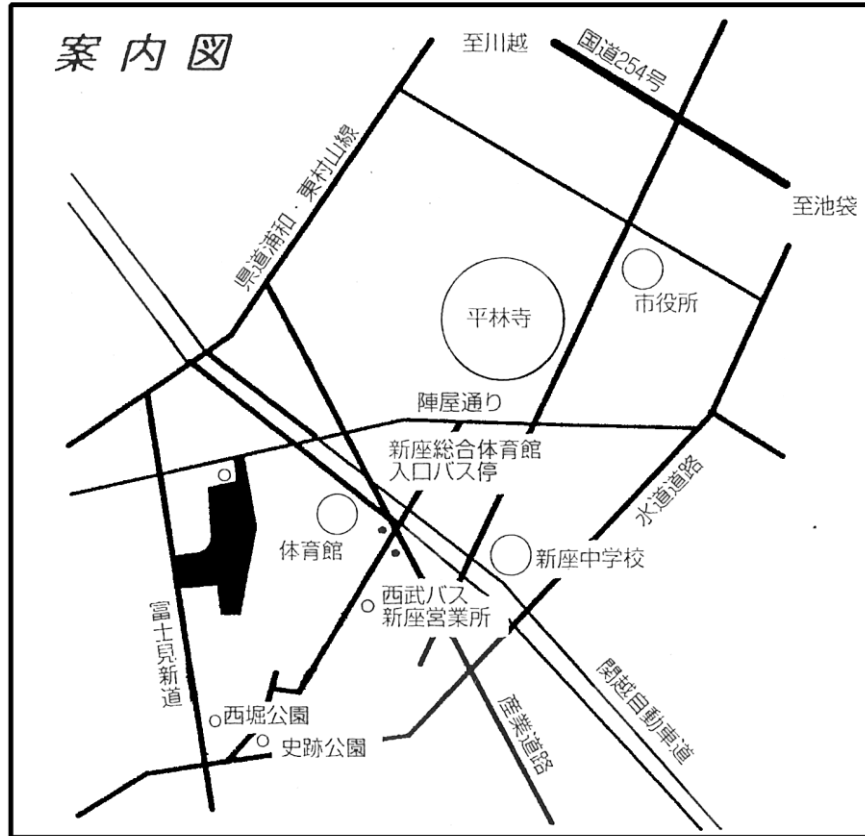 案内図
至川越
国道254号
至池袋
県道浦和・東村山線
市役所
平林寺
陣屋通り
新座総合体育館
入口バス停
水道道路
体育館
新座中学校
西武バス
新座営業所
富士見新道
関越自動車道
産業道路
西堀公園
史跡公園